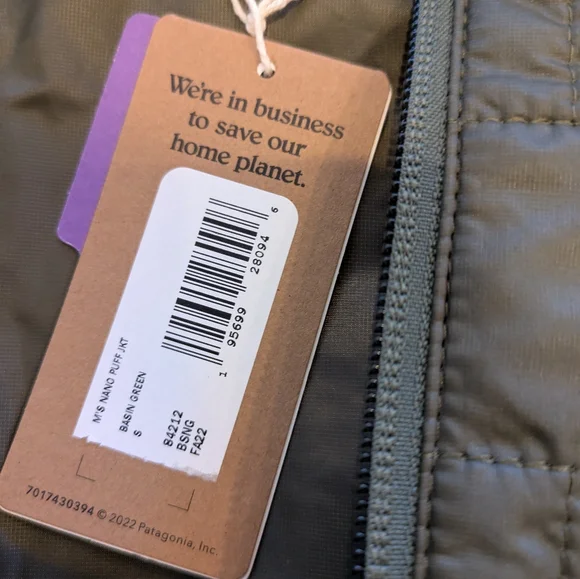 We're in business
to save our
home planet.
1 95699 28094 6
M'S NANO PUFF JKT
BASIN GREEN
S
84212
BSNG
FA22
7017430394 © 2022 Patagonia, Inc.